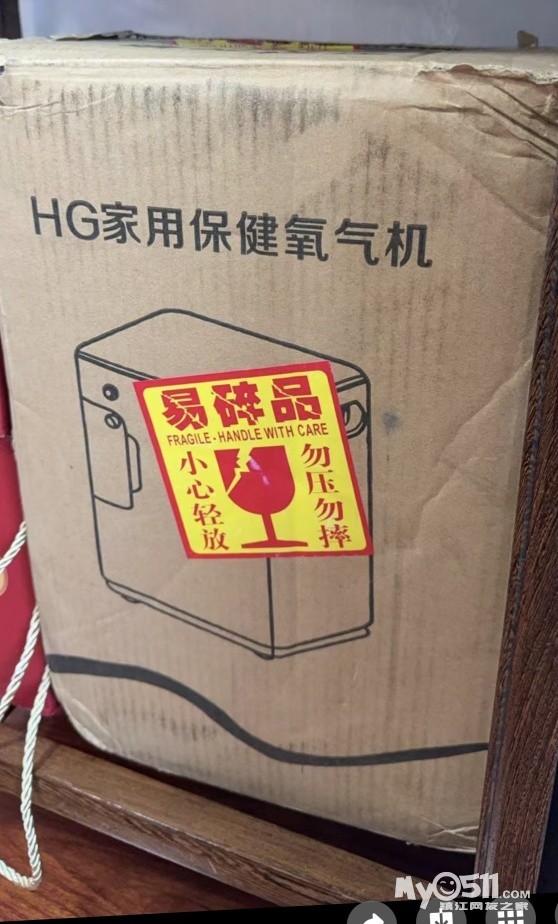 HG家用保健氧气机
易碎品
FRAGILE - HANDLE WITH CARE
小心轻放
勿压勿摔
My0511.COM
镇江网友之家